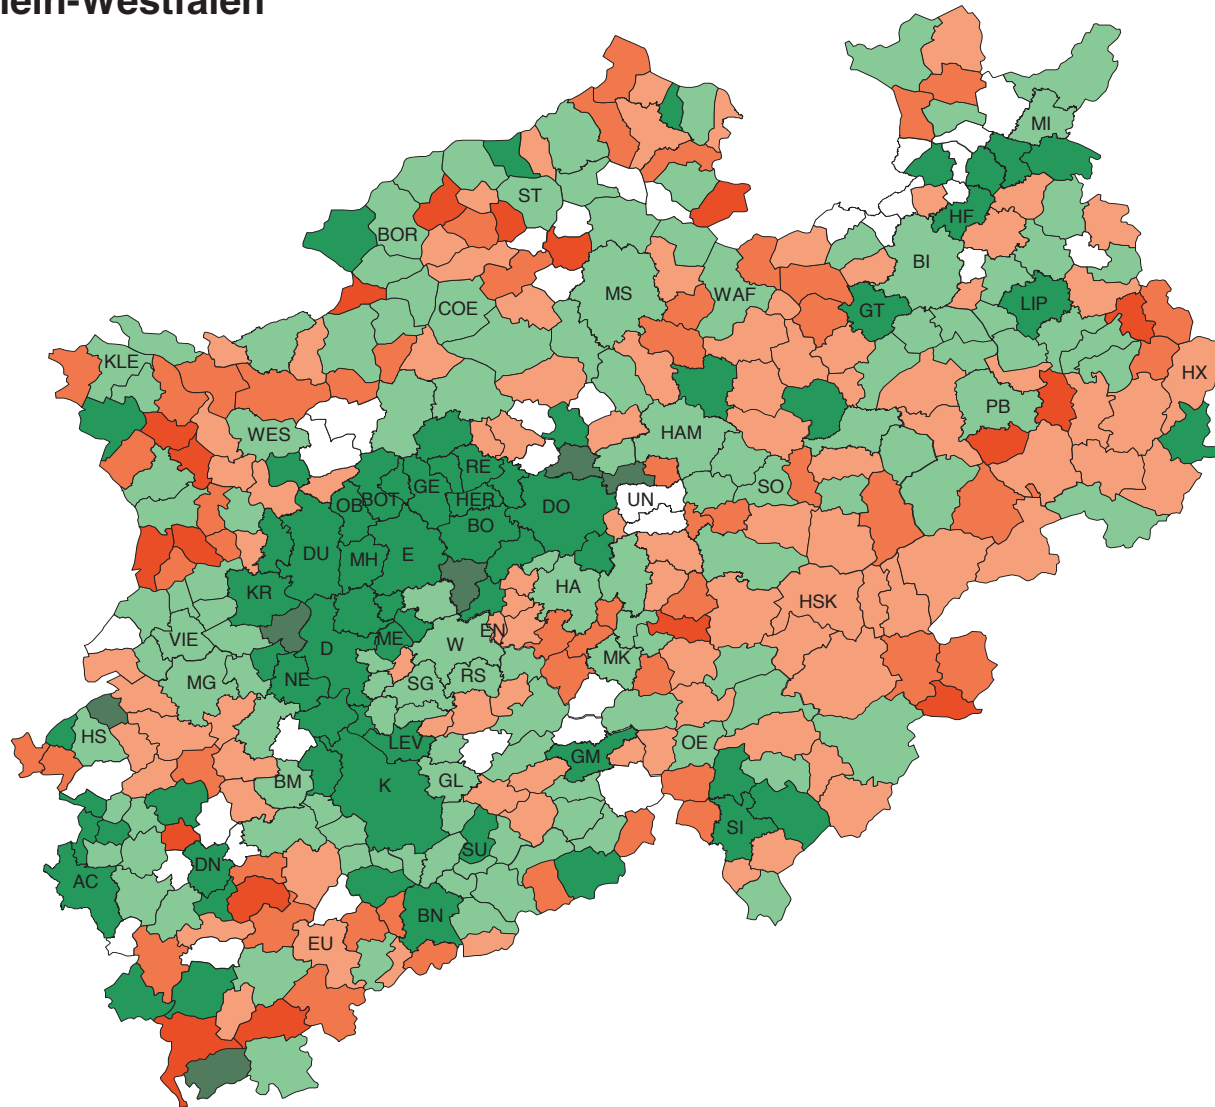 lein-Westfalen
MI
ST
HF
BOR
BI
MS
WAF
LIP
COE
GT
KLE
HX
PB
WES
HAM
RE
GE
SO
BOT
HER
OB
UN
DO
BO
DU
MH
E
HA
KR
HSK
EN
VIE
ME
W
D
MK
RS
NE
MG
SG
HS
LEV
OE
GM
BM
GL
K
SI
SU
DN
AC
BN
EU